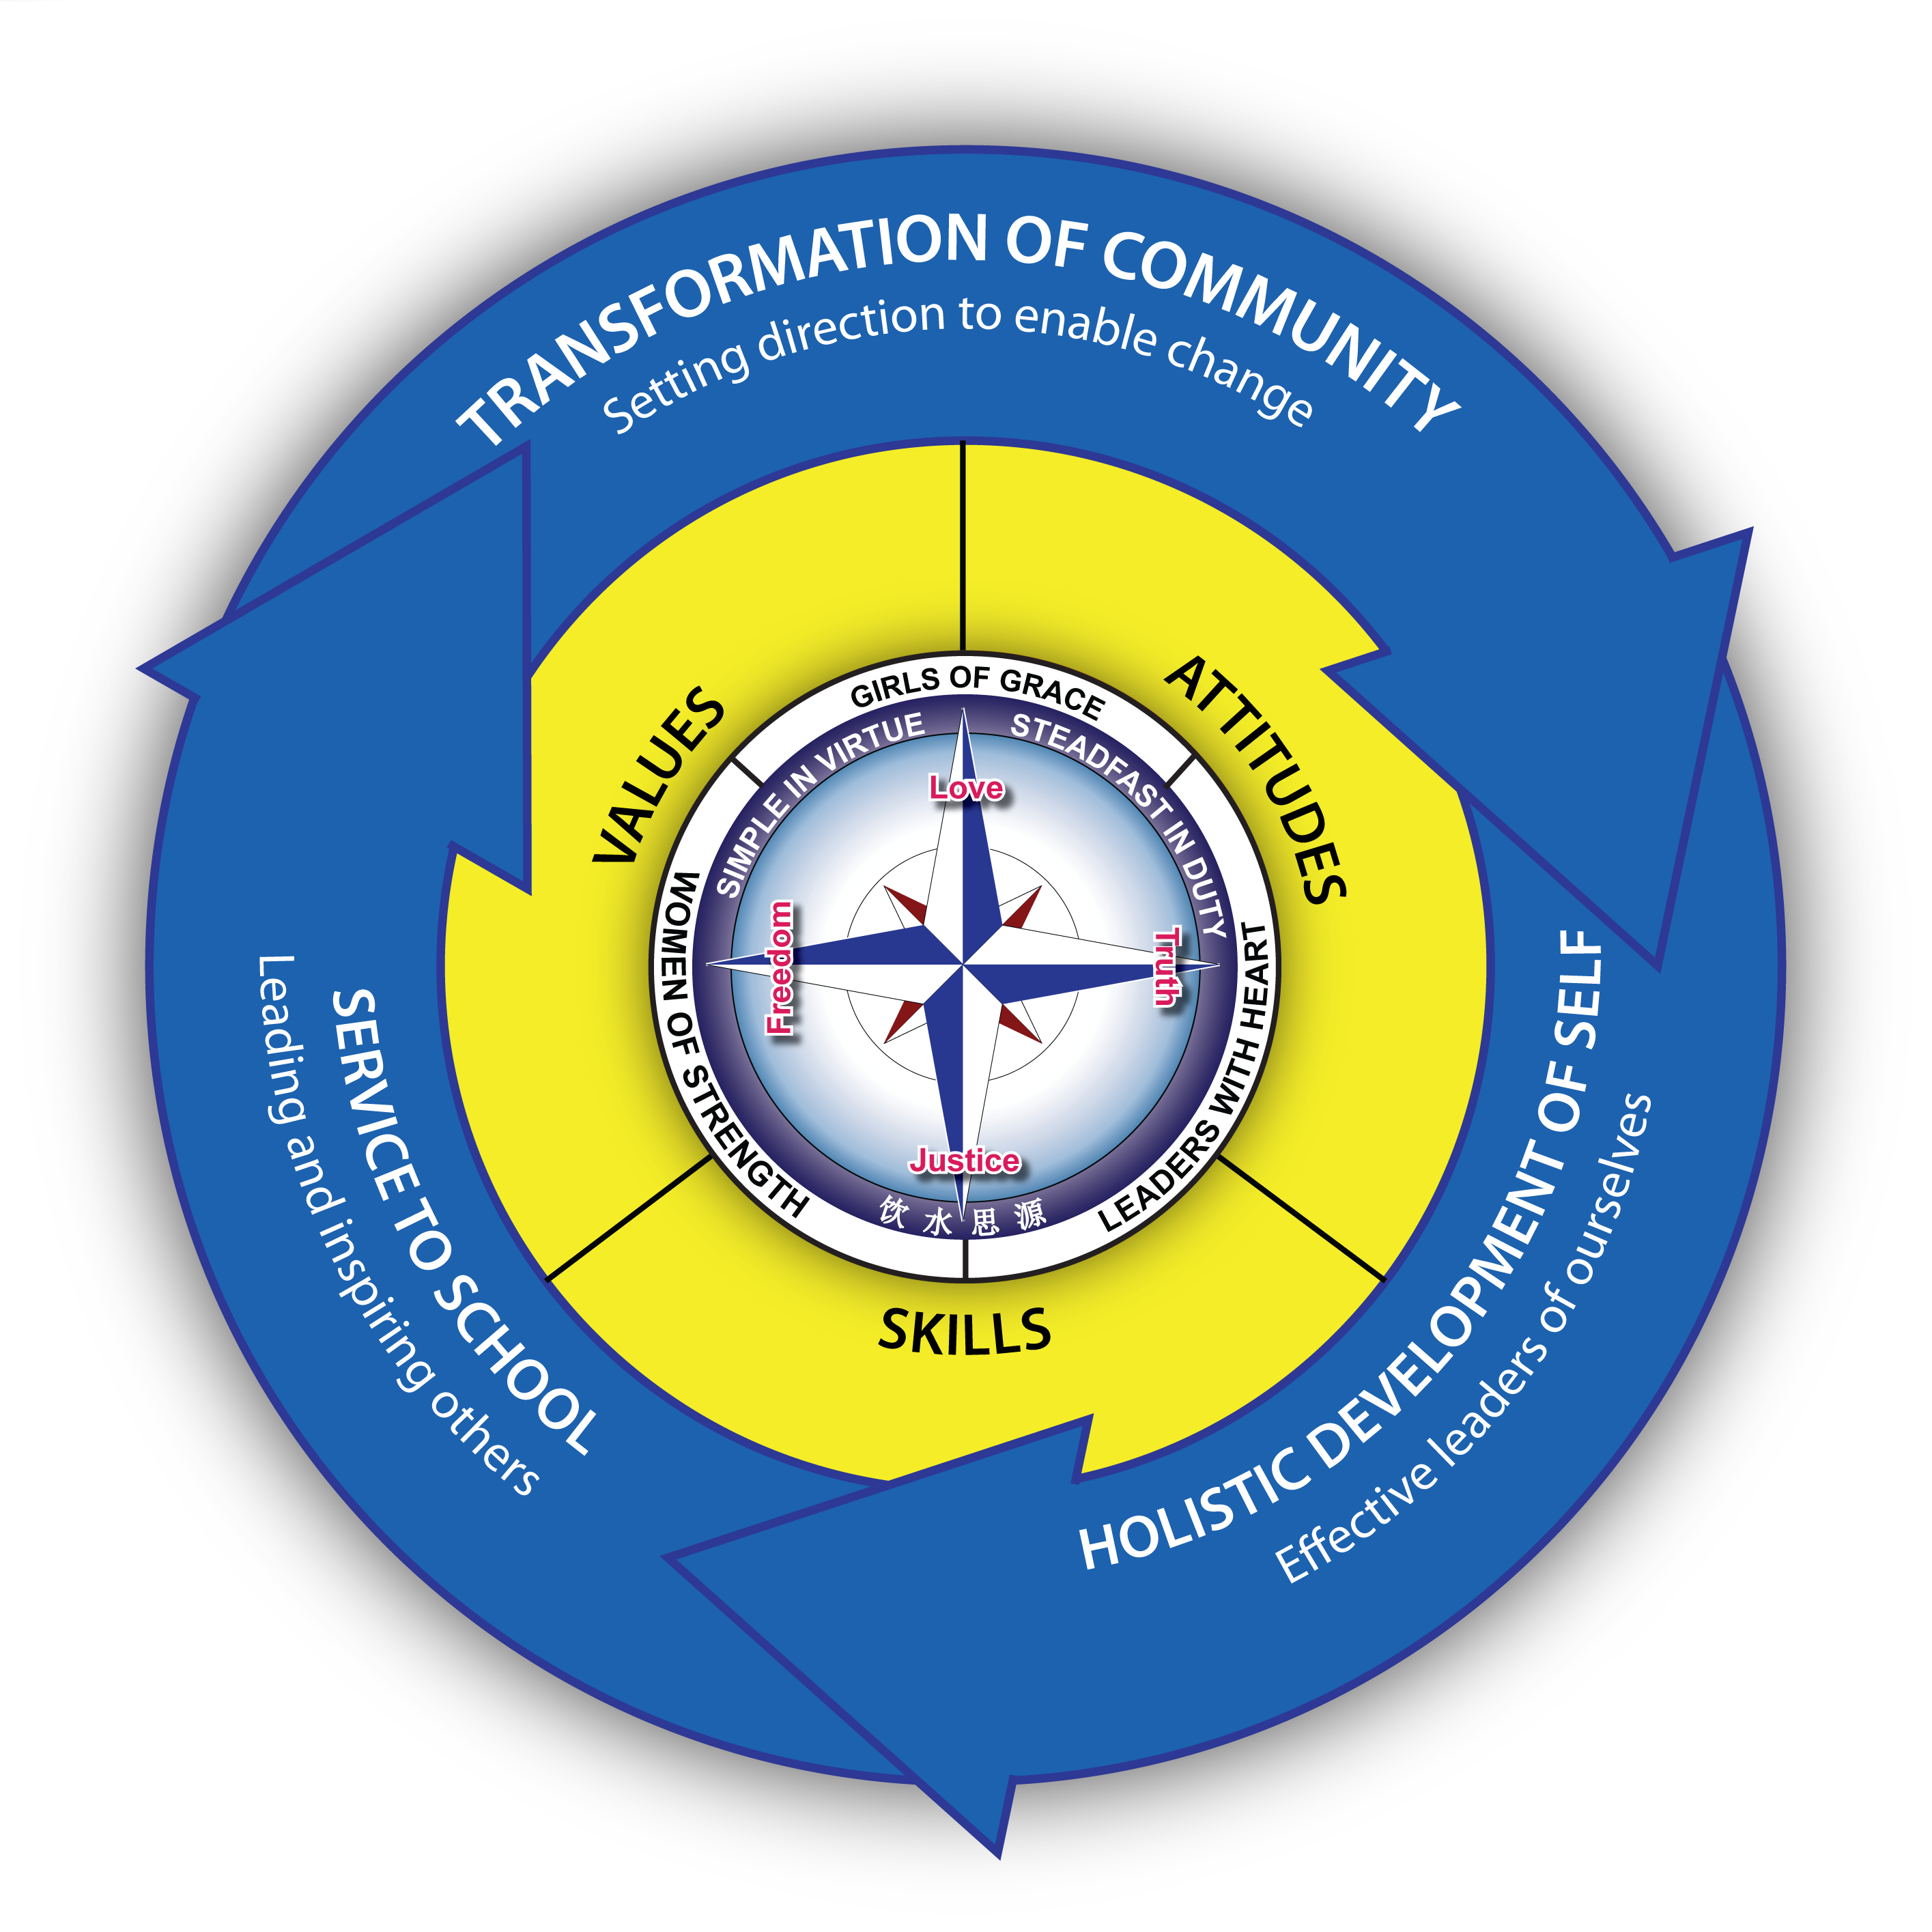 TRANSFORMATION OF COMMUNITY
Setting direction to enable change
HOLISTIC DEVELOPMENT OF SELF
Effective leaders of ourselves
SERVICE TO SCHOOL
Leading and inspiring others
VALUES
ATTITUDES
SKILLS
GIRLS OF GRACE
LEADERS WITH HEART
WOMEN OF STRENGTH
SIMPLE IN VIRTUE
STEADFAST IN DUTY
饮水思源
Love
Truth
Justice
Freedom